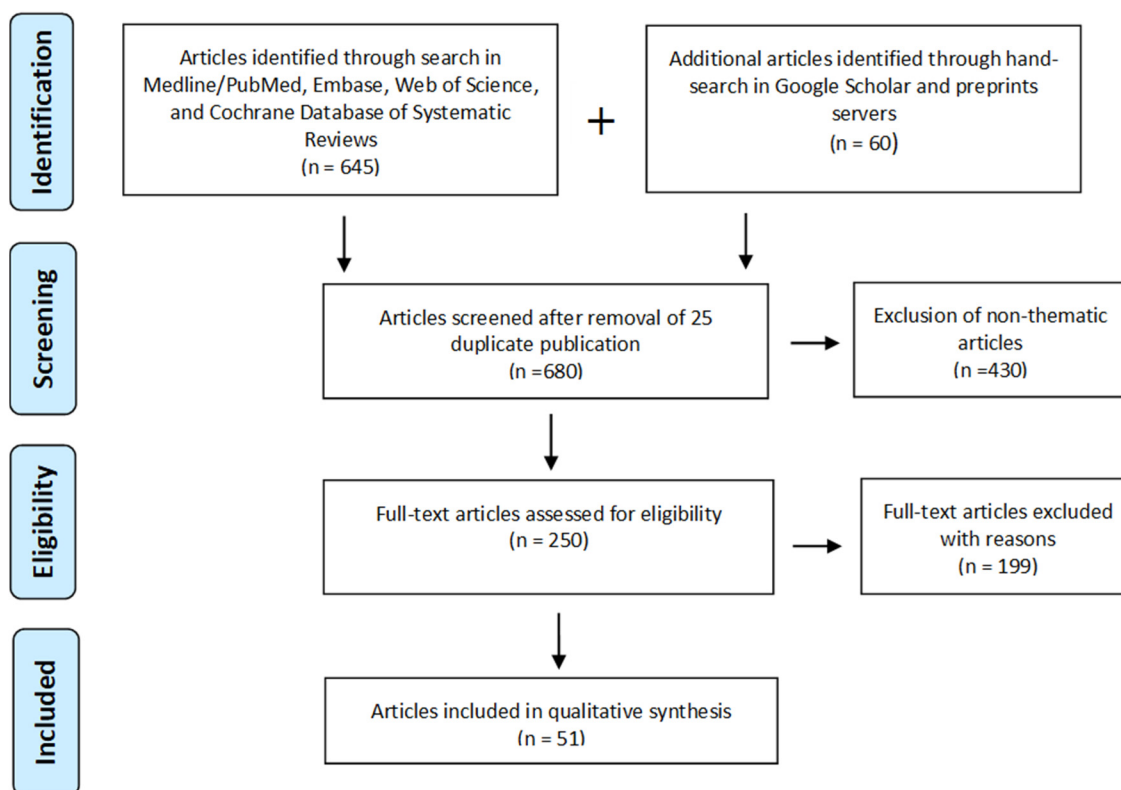 Identification
Articles identified through search in
Medline/PubMed, Embase, Web of Science,
and Cochrane Database of Systematic
Reviews
(n = 645)
+
Additional articles identified through hand-
search in Google Scholar and preprints
servers
(n = 60)
Screening
Articles screened after removal of 25
duplicate publication
(n =680)
Exclusion of non-thematic
articles
(n =430)
Eligibility
Full-text articles assessed for eligibility
(n = 250)
Full-text articles excluded
with reasons
(n = 199)
Included
Articles included in qualitative synthesis
(n = 51)